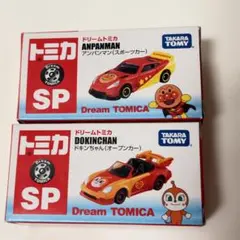 トミカ
SP
ドリームトミカ
ANPANMAN
アンパンマン(スポーツカー)
TAKARA
TOMY
Dream TOMICA
トミカ
SP
ドリームトミカ
DOKINCHAN
ドキンちゃん(オープンカー)
TAKARA
TOMY
Dream TOMICA